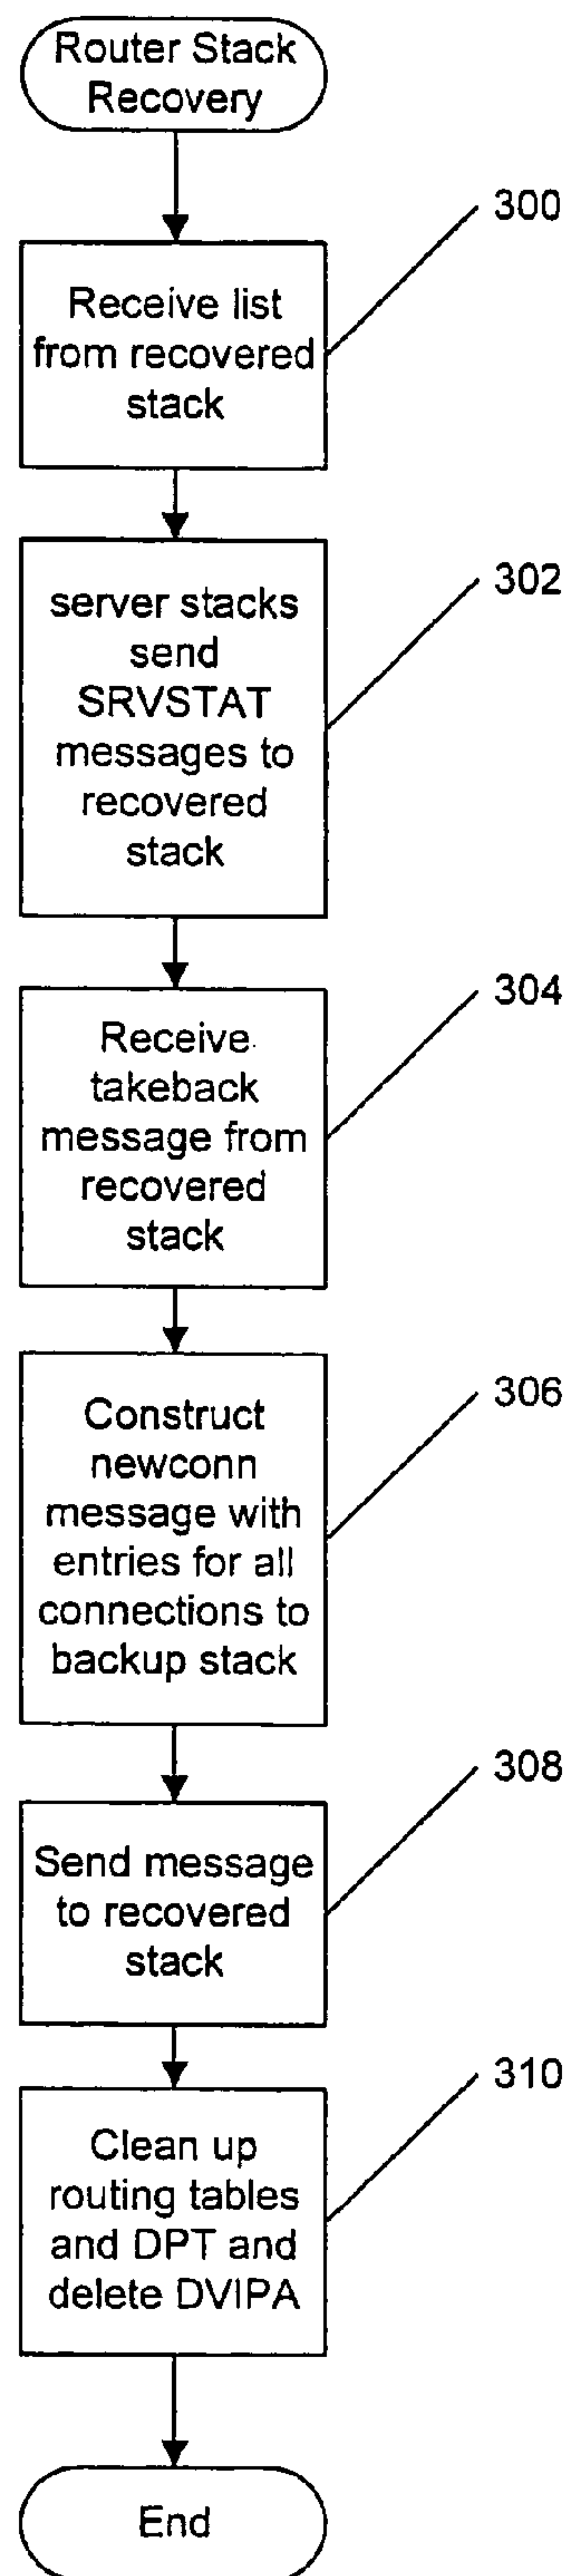 Router Stack
Recovery
300
Receive list
from recovered
stack
302
server stacks
send
SRVSTAT
messages to
recovered
stack
304
Receive
takeback
message from
recovered
stack
306
Construct
newconn
message with
entries for all
connections to
backup stack
308
Send message
to recovered
stack
310
Clean up
routing tables
and DPT and
delete DVIPA
End